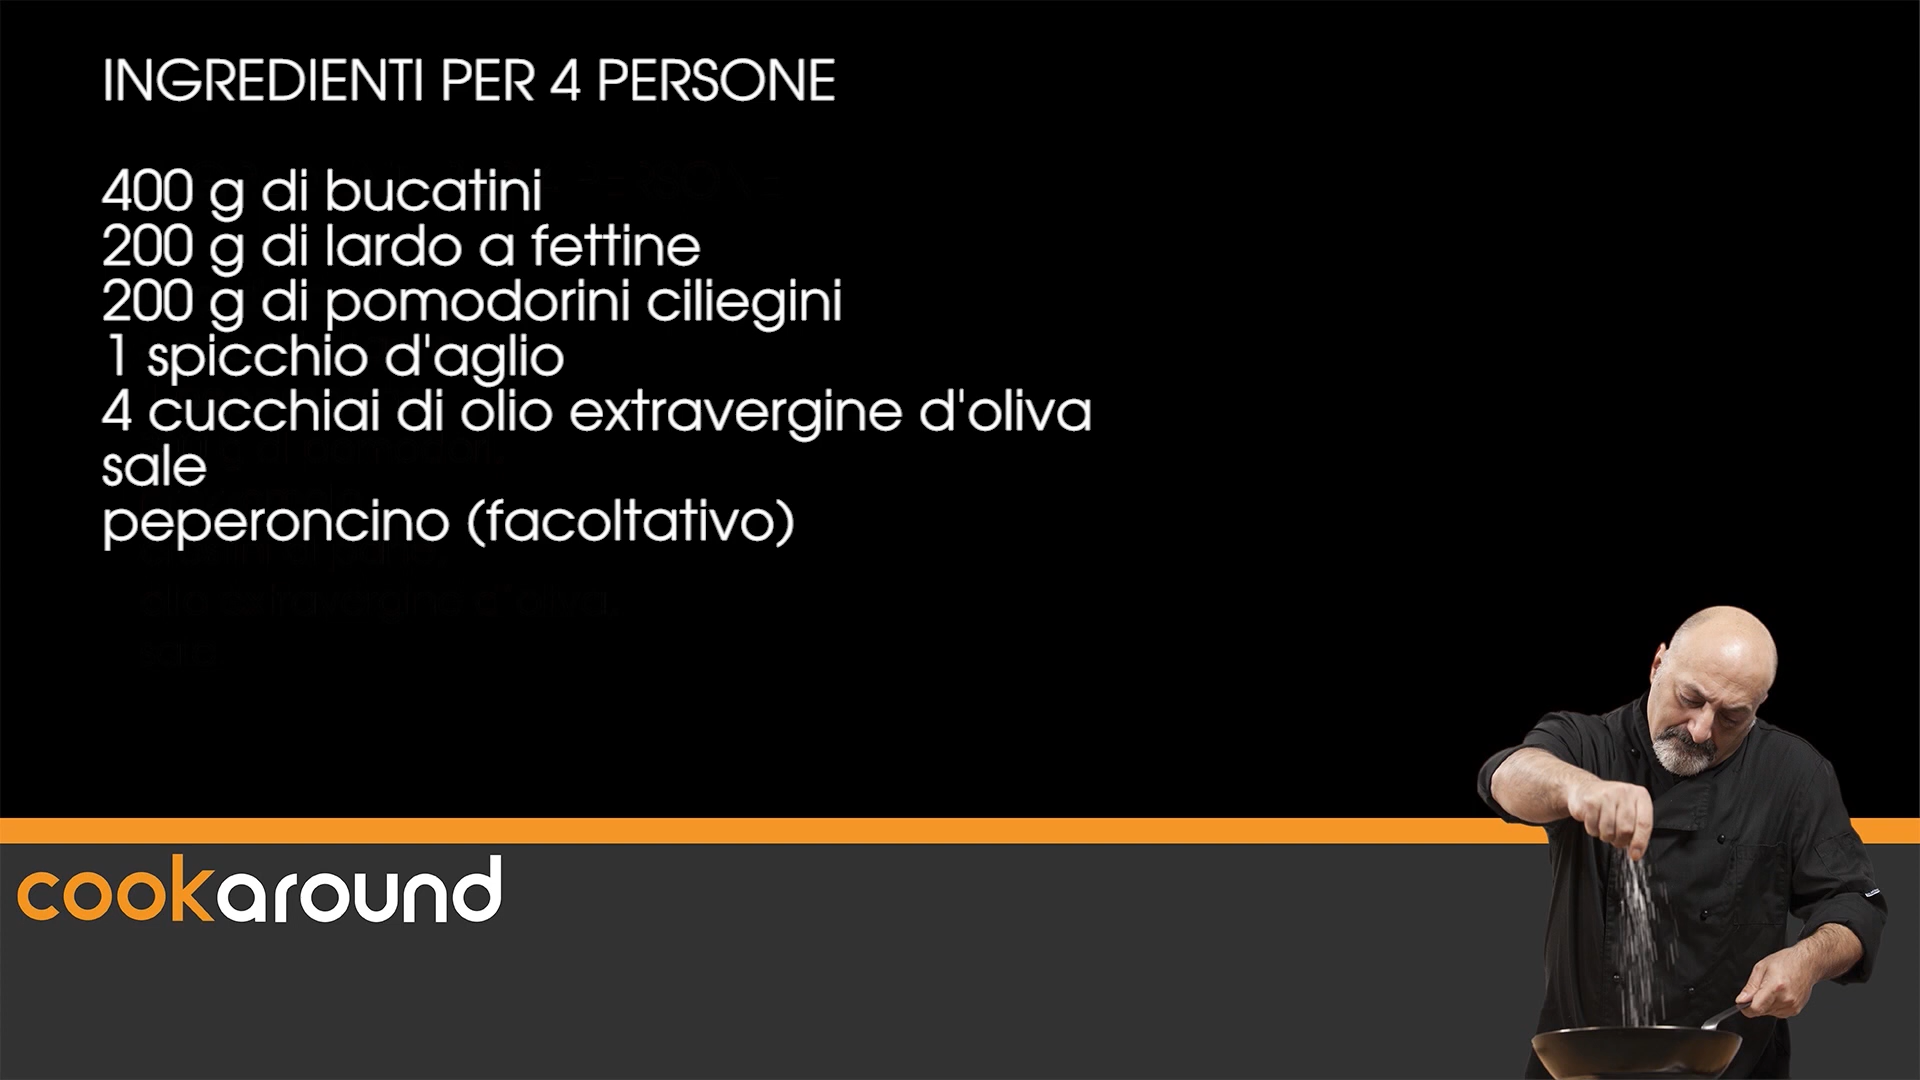 INGREDIENTI PER 4 PERSONE
400 g di bucatini
200 g di lardo a fettine
200 g di pomodorini ciliegini
1 spicchio d'aglio
4 cucchiai di olio extravergine d'oliva
sale
peperoncino (facoltativo)
cookaround